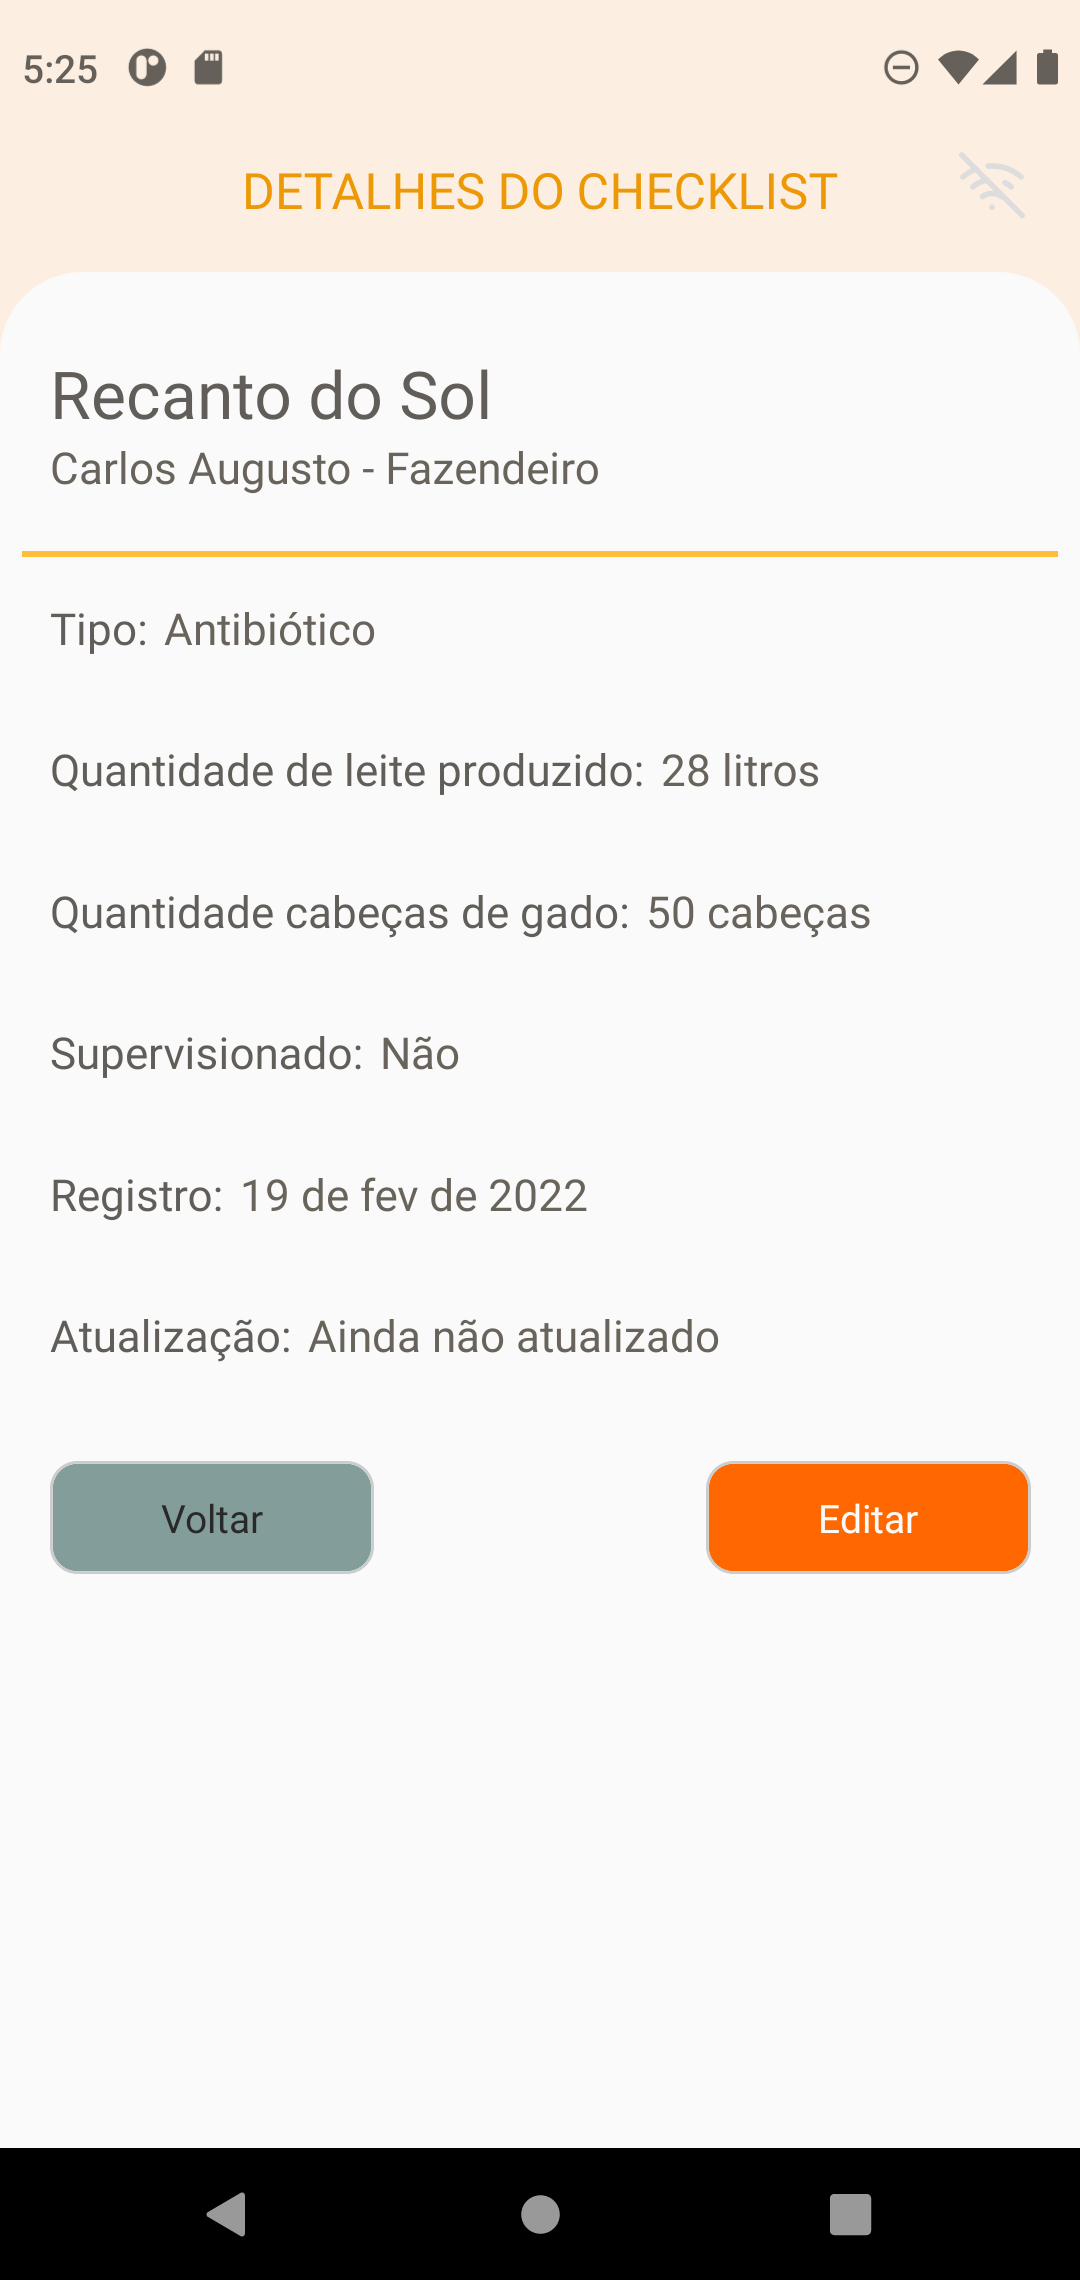 5:25
DETALHES DO CHECKLIST
Recanto do Sol
Carlos Augusto - Fazendeiro
Tipo: Antibiótico
Quantidade de leite produzido: 28 litros
Quantidade cabeças de gado: 50 cabeças
Supervisionado: Não
Registro: 19 de fev de 2022
Atualização: Ainda não atualizado
Voltar
Editar